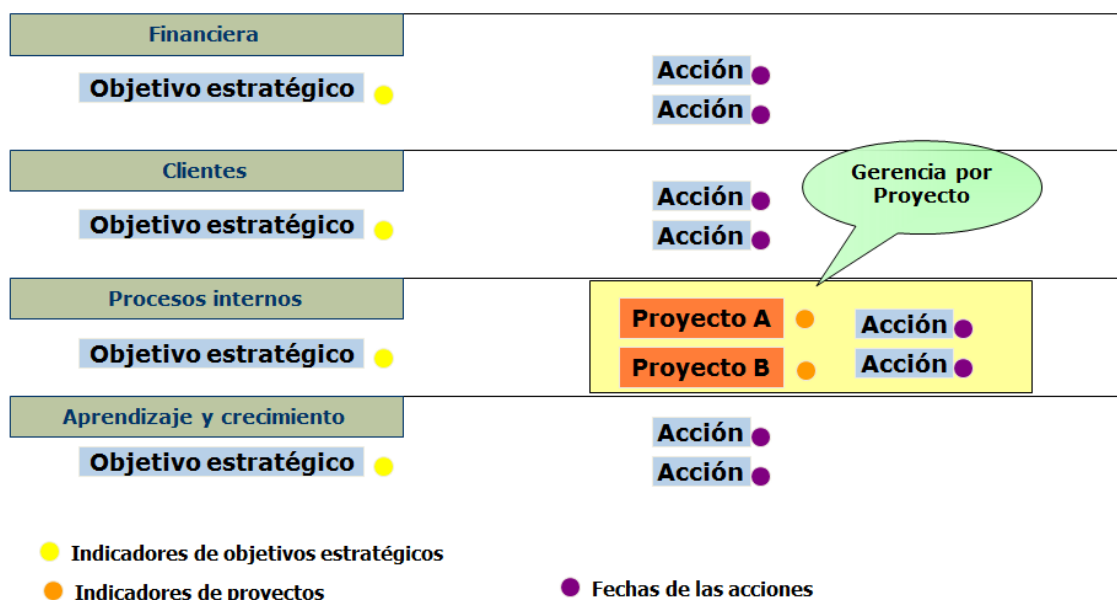 Financiera
Objetivo estratégico
Acción
Acción
Clientes
Objetivo estratégico
Acción
Acción
Gerencia por
Proyecto
Procesos internos
Objetivo estratégico
Proyecto A
Acción
Proyecto B
Acción
Aprendizaje y crecimiento
Objetivo estratégico
Acción
Acción
Indicadores de objetivos estratégicos
Indicadores de proyectos
Fechas de las acciones